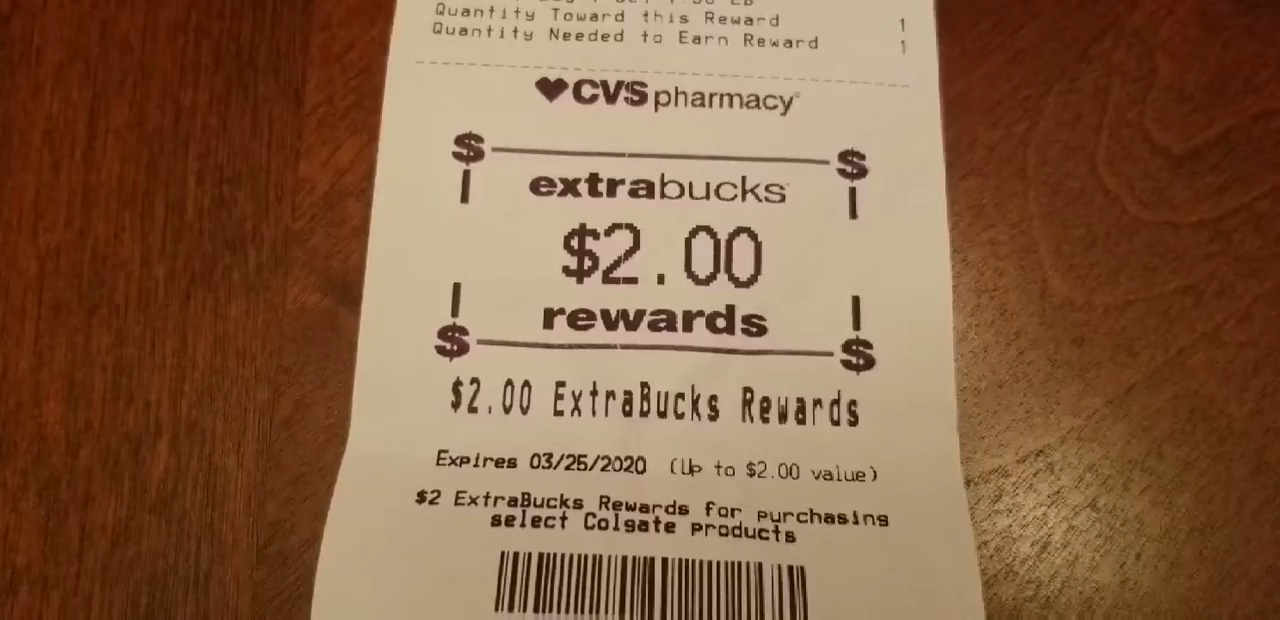 Quantity Toward this Reward 1
Quantity Needed to Earn Reward 1
CVS pharmacy
$ $
extrabucks
$2.00
rewards
$ $
$2.00 ExtraBucks Rewards
Expires 03/25/2020 (Up to $2.00 value)
$2 ExtraBucks Rewards for purchasing
select Colgate products